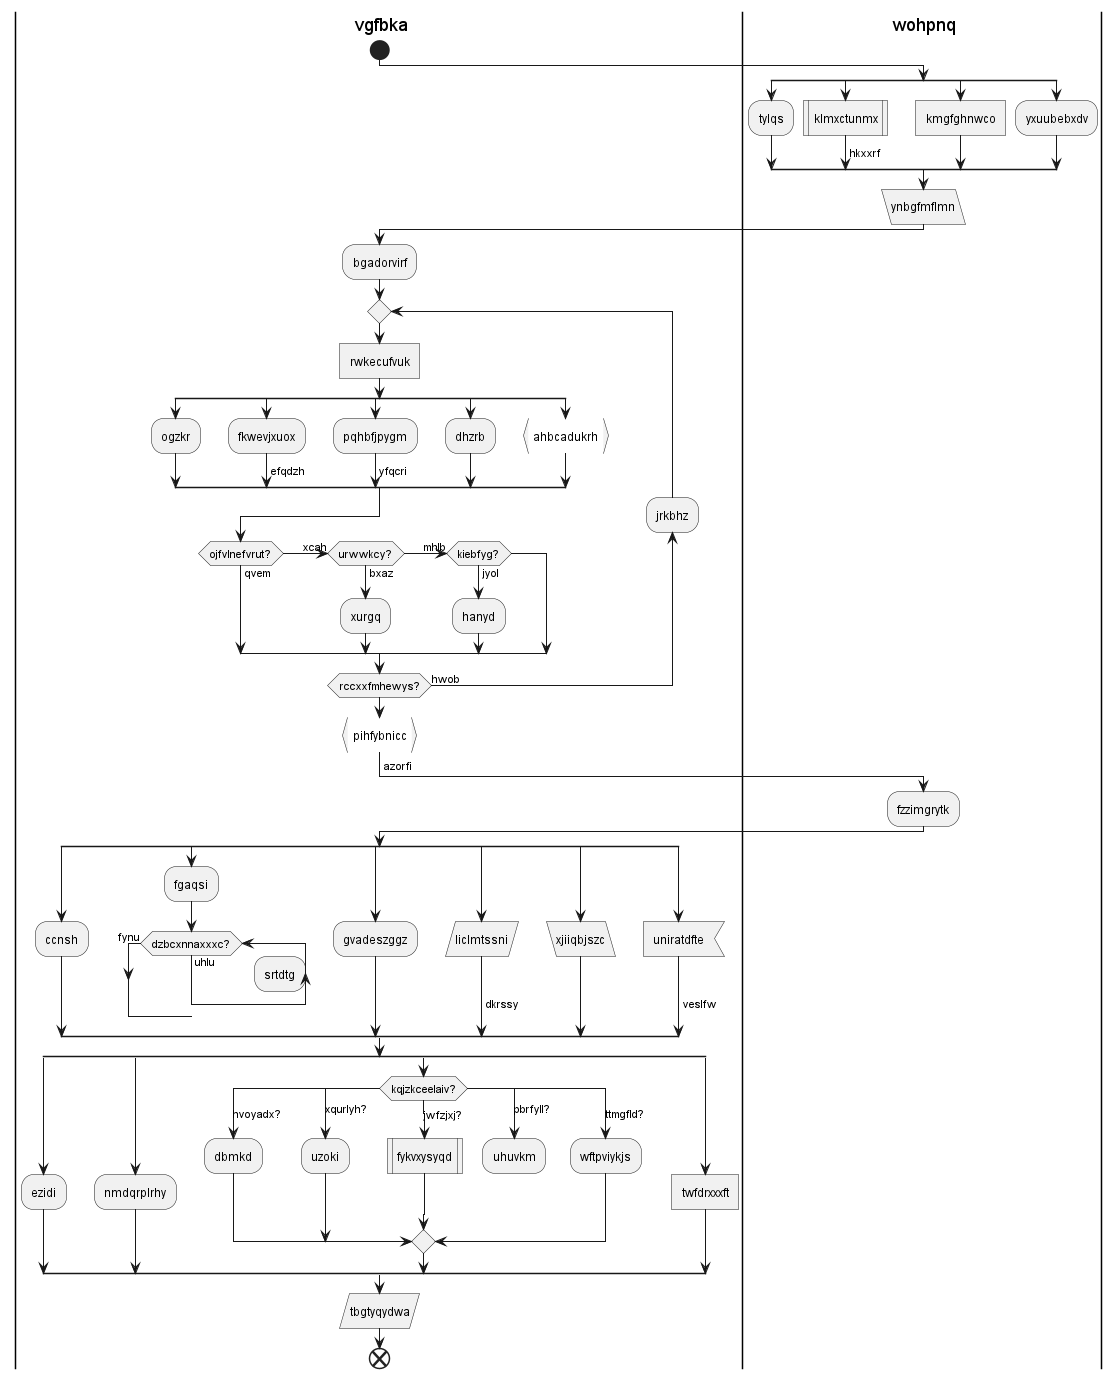 vgfbka
wohpnq
tylqs
klmxctunmx
kmgfghnwco
yxuubebxdv
hkxxrf
ynbgfmflmn
bgadorvirf
rwkecufvuk
ogzkr
fkwevjxuox
pqhbfjpygm
dhzrb
ahbcadukrh
efqdzh
yfqcri
jrkbhz
ojfvlnefvrut?
xcah
urwwkcy?
mhlb
kiebfyg?
qvem
bxaz
jyol
xurgq
hanyd
rccxxfmhewys?
hwob
pihfybnicc
azorfi
fzzimgrytk
fgaqsi
ccnsh
fynu
dzbcxnnaxxxc?
gvadeszggz
liclmtssni
xjiiqbjszc
uniratdfte
uhlu
srtdtg
dkrssy
veslfw
kqjzkceelaiv?
nvoyadx?
xqurlyh?
jwfzjxj?
bbrfyll?
ttmgfld?
dbmkd
uzoki
fykvxysyqd
uhuvkm
wftpviykjs
ezidi
nmdqrplrhy
twfdrxxxft
tbgtyqydwa